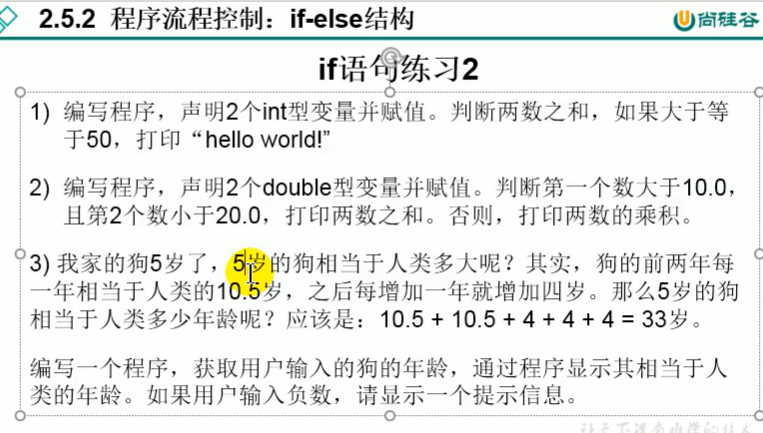 2.5.2 程序流程控制：if-else结构
尚硅谷
if语句练习2
1) 编写程序，声明2个int型变量并赋值。判断两数之和，如果大于等
于50，打印“hello world!”
2) 编写程序，声明2个double型变量并赋值。判断第一个数大于10.0，
且第2个数小于20.0，打印两数之和。否则，打印两数的乘积。
3) 我家的狗5岁了，5岁的狗相当于人类多大呢？其实，狗的前两年每
一年相当于人类的10.5岁，之后每增加一年就增加四岁。那么5岁的狗
相当于人类多少年龄呢？应该是：10.5 + 10.5 + 4 + 4 + 4 = 33岁。
编写一个程序，获取用户输入的狗的年龄，通过程序显示其相当于人
类的年龄。如果用户输入负数，请显示一个提示信息。